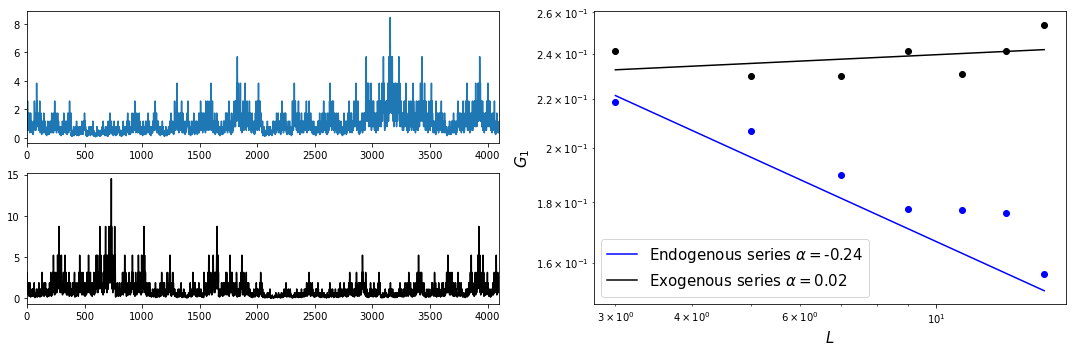 8
6
4
2
0
0 500 1000 1500 2000 2500 3000 3500 4000
15
10
5
0
0 500 1000 1500 2000 2500 3000 3500 4000
G₁
2.6 × 10⁻¹
2.4 × 10⁻¹
2.2 × 10⁻¹
2 × 10⁻¹
1.8 × 10⁻¹
1.6 × 10⁻¹
Endogenous series α = -0.24
Exogenous series α = 0.02
3 × 10⁰ 4 × 10⁰ 6 × 10⁰ 10¹
L